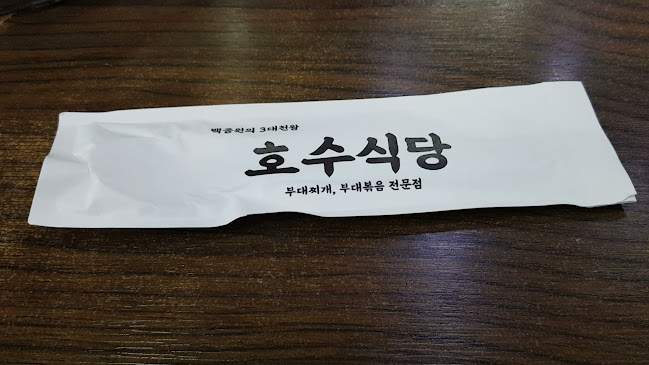 백종원의 3대천왕
호수식당
부대찌개, 부대볶음 전문점